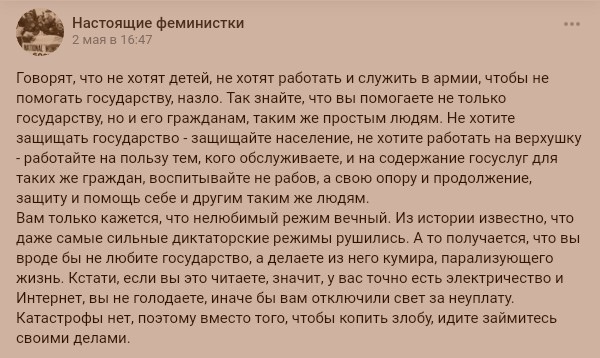 Настоящие феминистки
2 мая в 16:47
Говорят, что не хотят детей, не хотят работать и служить в армии, чтобы не
помогать государству, назло. Так знайте, что вы помогаете не только
государству, но и его гражданам, таким же простым людям. Не хотите
защищать государство - защищайте население, не хотите работать на верхушку
- работайте на пользу тем, кого обслуживаете, и на содержание госуслуг для
таких же граждан, воспитывайте не рабов, а свою опору и продолжение,
защиту и помощь себе и другим таким же людям.
Вам только кажется, что нелюбимый режим вечный. Из истории известно, что
даже самые сильные диктаторские режимы рушились. А то получается, что вы
вроде бы не любите государство, а делаете из него кумира, парализующего
жизнь. Кстати, если вы это читаете, значит, у вас точно есть электричество и
Интернет, вы не голодаете, иначе бы вам отключили свет за неуплату.
Катастрофы нет, поэтому вместо того, чтобы копить злобу, идите займитесь
своими делами.